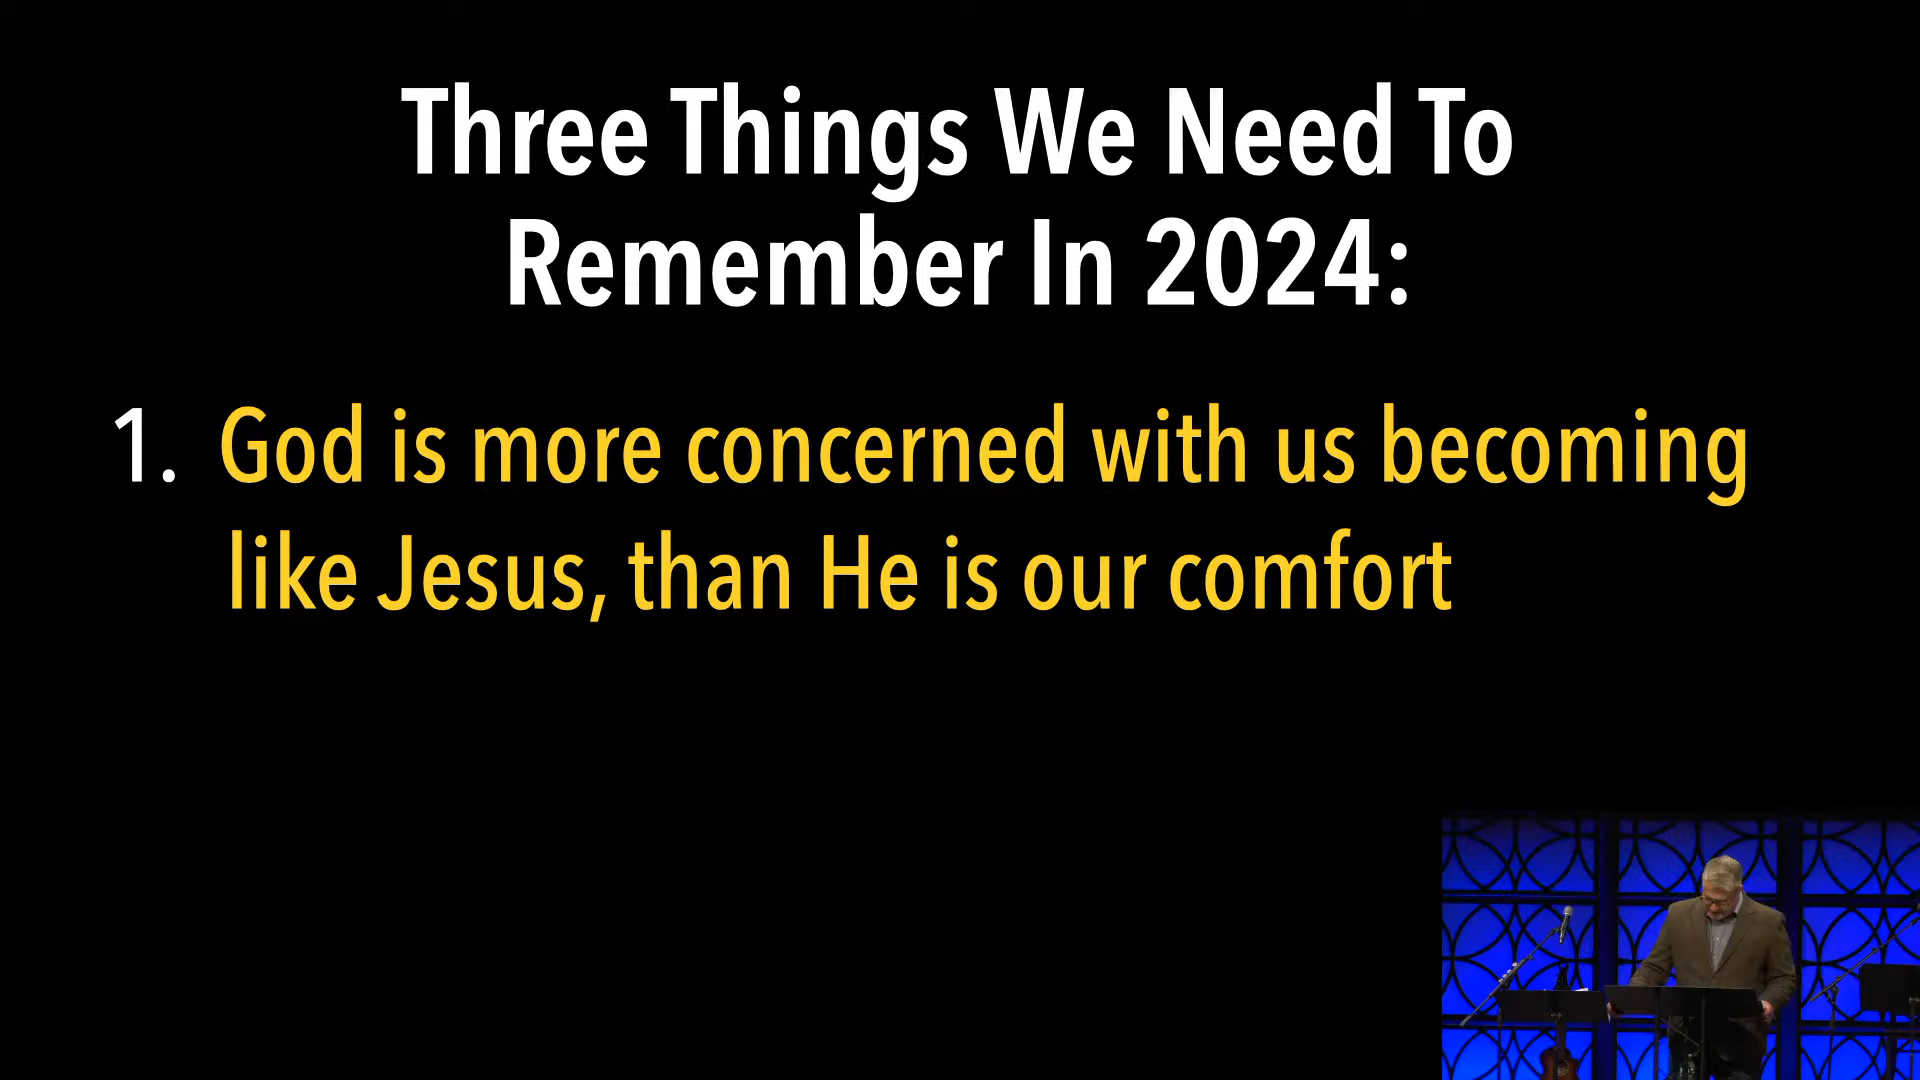 Three Things We Need To
Remember In 2024:
1. God is more concerned with us becoming
like Jesus, than He is our comfort